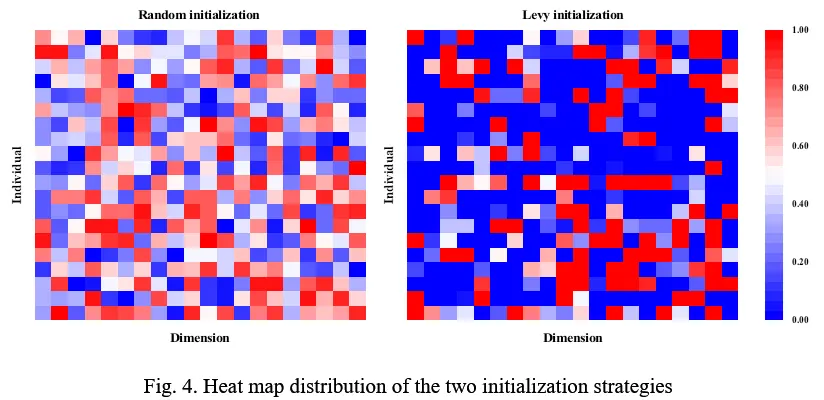 Random initialization
Levy initialization
Individual
Individual
1.00
0.80
0.60
0.40
0.20
0.00
Dimension
Dimension
Fig. 4. Heat map distribution of the two initialization strategies